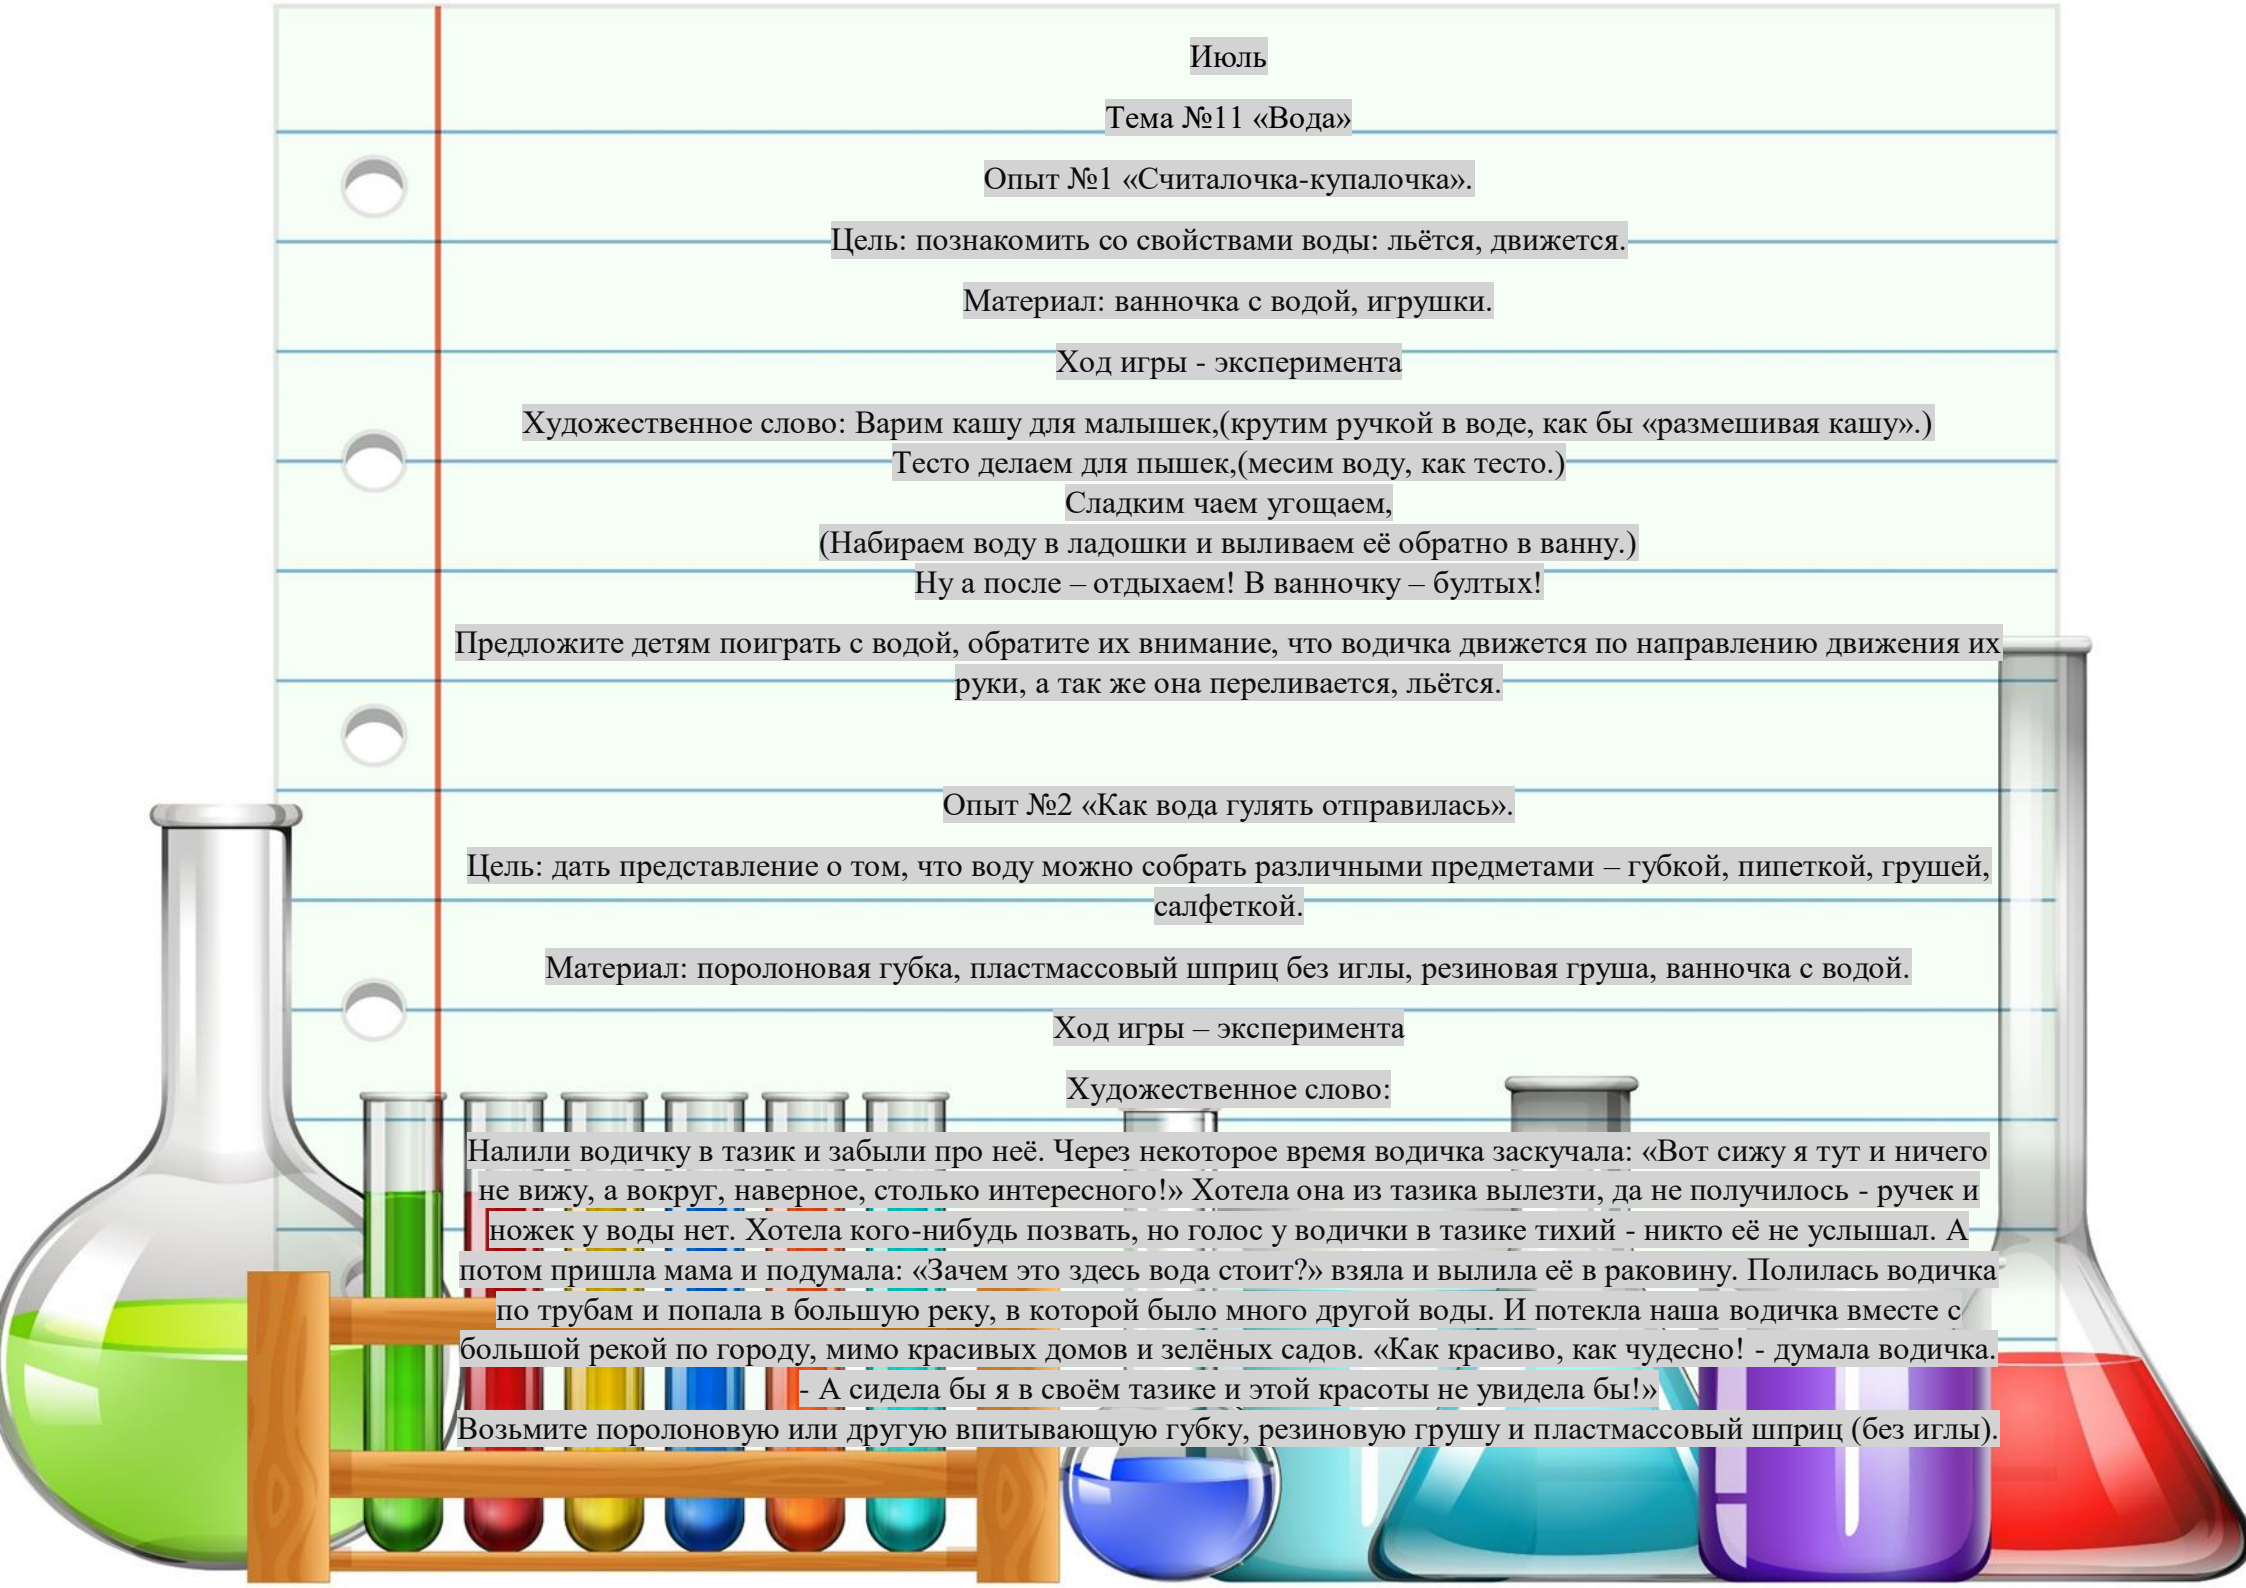 Июль
Тема №11 «Вода»
Опыт №1 «Считалочка-купалочка».
Цель: познакомить со свойствами воды: льётся, движется.
Материал: ванночка с водой, игрушки.
Ход игры - эксперимента
Художественное слово: Варим кашу для малышек,(крутим ручкой в воде, как бы «размешивая кашу».)
Тесто делаем для пышек,(месим воду, как тесто.)
Сладким чаем угощаем,
(Набираем воду в ладошки и выливаем её обратно в ванну.)
Ну а после – отдыхаем! В ванночку – бултых!
Предложите детям поиграть с водой, обратите их внимание, что водичка движется по направлению движения их
руки, а так же она переливается, льётся.
Опыт №2 «Как вода гулять отправилась».
Цель: дать представление о том, что воду можно собрать различными предметами – губкой, пипеткой, грушей,
салфеткой.
Материал: поролоновая губка, пластмассовый шприц без иглы, резиновая груша, ванночка с водой.
Ход игры – эксперимента
Художественное слово:
Налили водичку в тазик и забыли про неё. Через некоторое время водичка заскучала: «Вот сижу я тут и ничего
не вижу, а вокруг, наверное, столько интересного!» Хотела она из тазика вылезти, да не получилось - ручек и
ножек у воды нет. Хотела кого-нибудь позвать, но голос у водички в тазике тихий - никто её не услышал. А
потом пришла мама и подумала: «Зачем это здесь вода стоит?» взяла и вылила её в раковину. Полилась водичка
по трубам и попала в большую реку, в которой было много другой воды. И потекла наша водичка вместе с
большой рекой по городу, мимо красивых домов и зелёных садов. «Как красиво, как чудесно! - думала водичка.
- А сидела бы я в своём тазике и этой красоты не увидела бы!»
Возьмите поролоновую или другую впитывающую губку, резиновую грушу и пластмассовый шприц (без иглы).